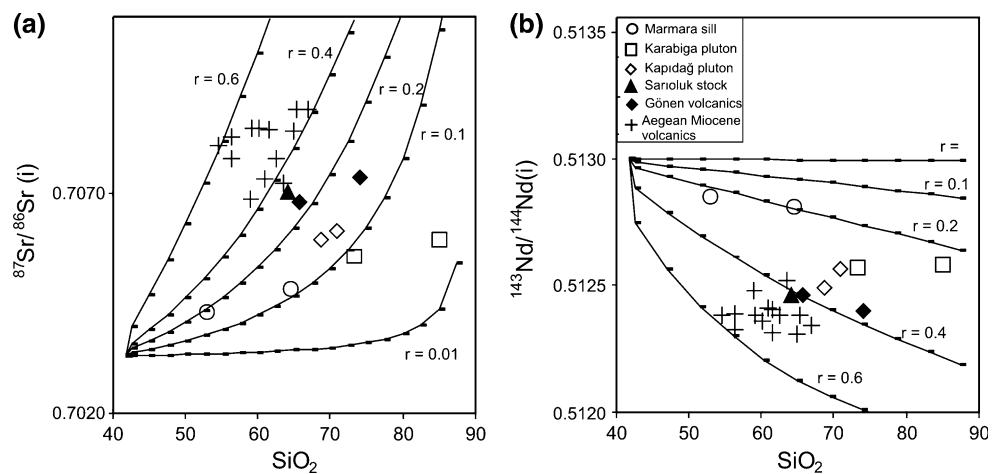 (a)
r = 0.6
r = 0.4
r = 0.2
r = 0.1
r = 0.01
0.7070
0.7020
⁸⁷Sr/ ⁸⁶Sr (i)
40 50 60 70 80 90
SiO₂
(b)
0.5135
0.5130
0.5125
0.5120
¹⁴³Nd/ ¹⁴⁴Nd(i)
Marmara sill
Karabiga pluton
Kapıdağ pluton
Sarıoluk stock
Gönen volcanics
Aegean Miocene
volcanics
r =
0.1
r = 0.2
r = 0.4
r = 0.6
40 50 60 70 80 90
SiO₂